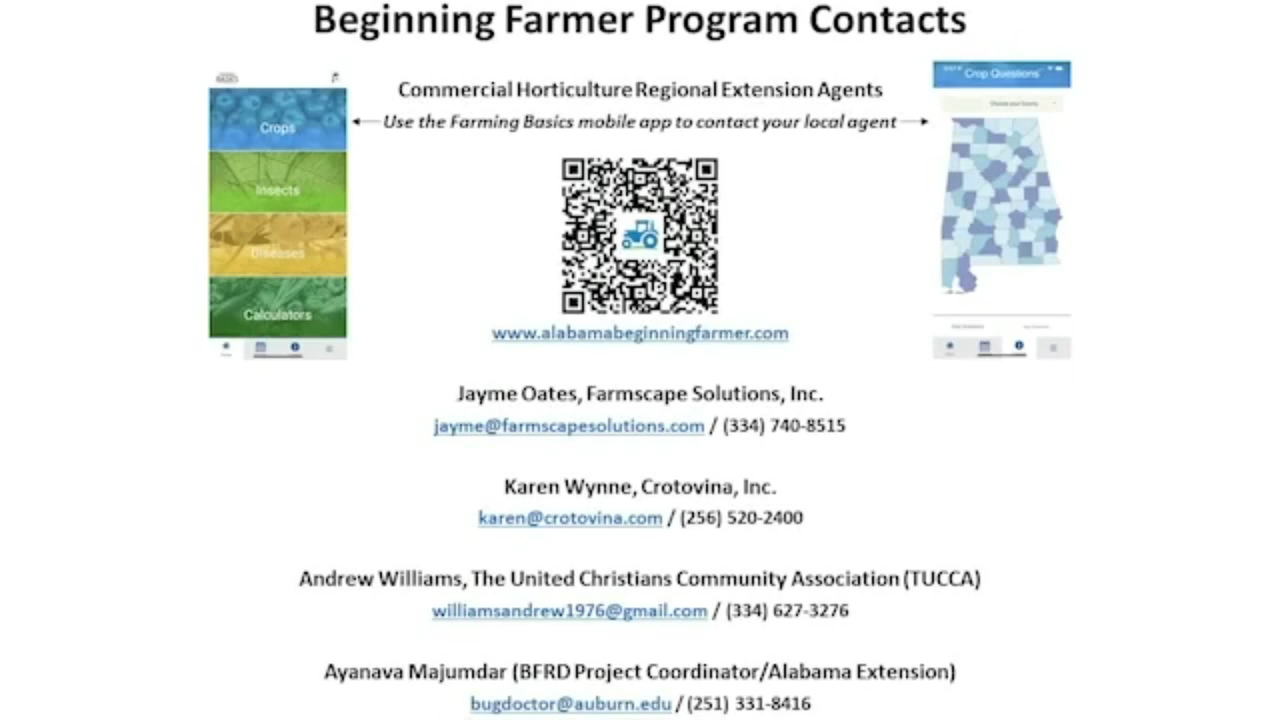 Beginning Farmer Program Contacts
Commercial Horticulture Regional Extension Agents
Use the Farming Basics mobile app to contact your local agent
Crops
Insects
Diseases
Calculators
Crop Questions
www.alabamabeginningfarmer.com
Jayme Oates, Farmscape Solutions, Inc.
jayme@farmscapesolutions.com / (334) 740-8515
Karen Wynne, Crotovina, Inc.
karen@crotovina.com / (256) 520-2400
Andrew Williams, The United Christians Community Association (TUCCA)
williamsandrew1976@gmail.com / (334) 627-3276
Ayanava Majumdar (BFRD Project Coordinator/Alabama Extension)
bugdoctor@auburn.edu / (251) 331-8416